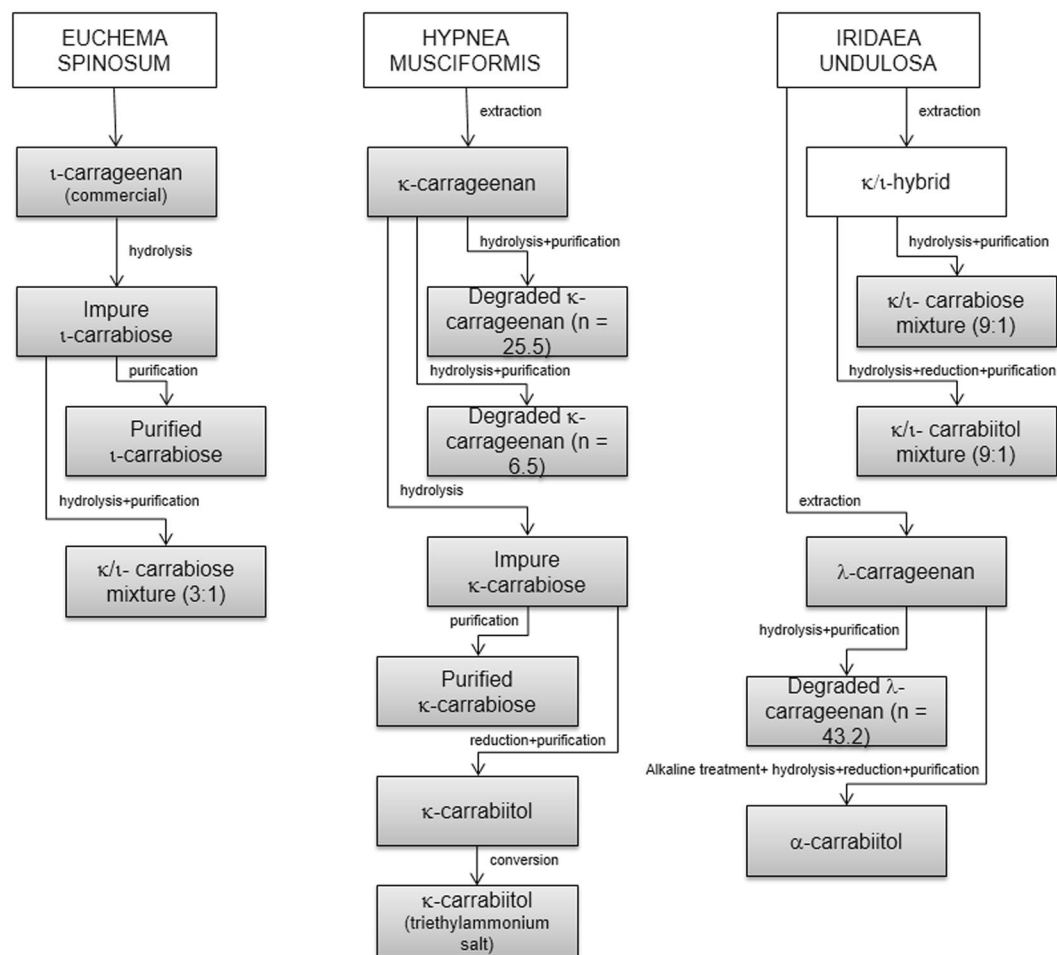 EUCHEMA
SPINOSUM
ι-carrageenan
(commercial)
hydrolysis
Impure
ι-carrabiose
purification
Purified
ι-carrabiose
hydrolysis+purification
κ/ι- carrabiose
mixture (3:1)
HYPNEA
MUSCIFORMIS
extraction
κ-carrageenan
hydrolysis+purification
Degraded κ-
carrageenan (n =
25.5)
hydrolysis+purification
Degraded κ-
carrageenan (n =
6.5)
hydrolysis
Impure
κ-carrabiose
purification
Purified
κ-carrabiose
reduction+purification
κ-carrabiitol
conversion
κ-carrabiitol
(triethylammonium
salt)
IRIDAEA
UNDULOSA
extraction
κ/ι-hybrid
hydrolysis+purification
κ/ι- carrabiose
mixture (9:1)
hydrolysis+reduction+purification
κ/ι- carrabiitol
mixture (9:1)
extraction
λ-carrageenan
hydrolysis+purification
Degraded λ-
carrageenan (n =
43.2)
Alkaline treatment+ hydrolysis+reduction+purification
α-carrabiitol